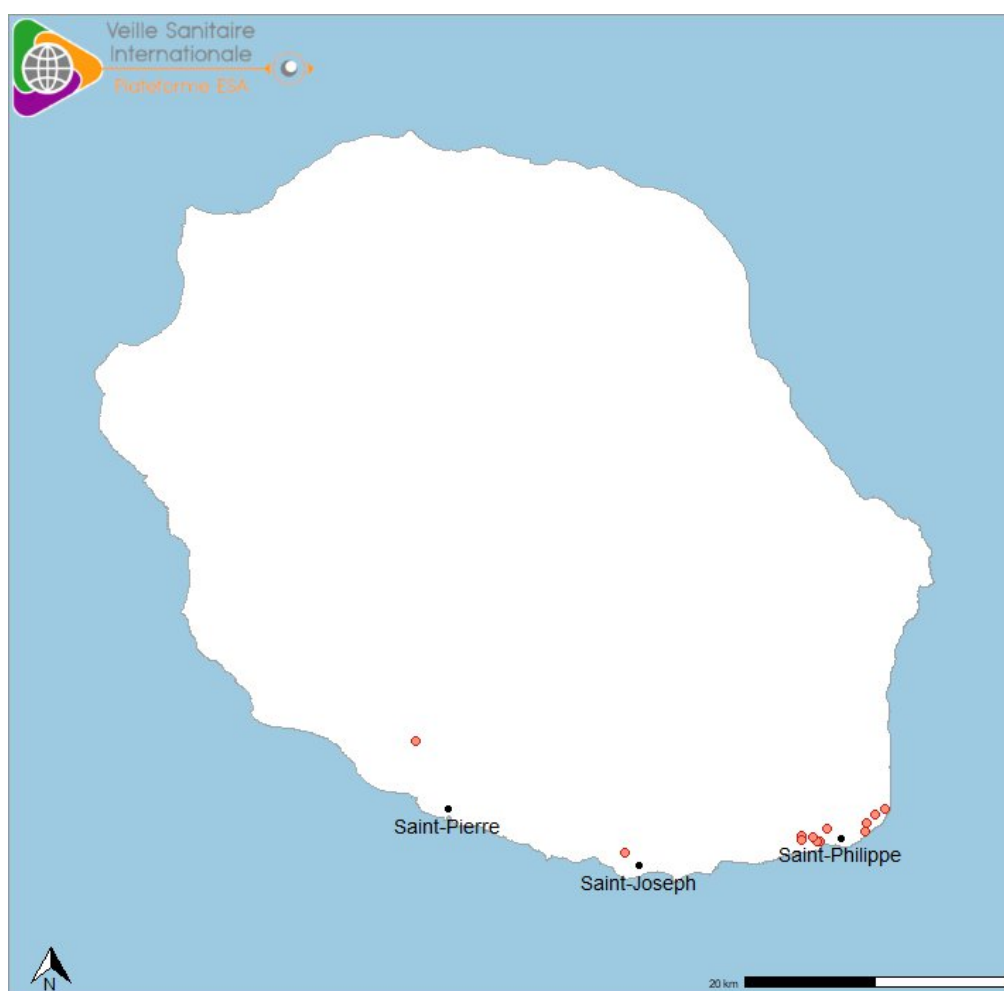 Veille Sanitaire
Internationale
Plateforme ESA
Saint-Pierre
Saint-Philippe
Saint-Joseph
N
20 km